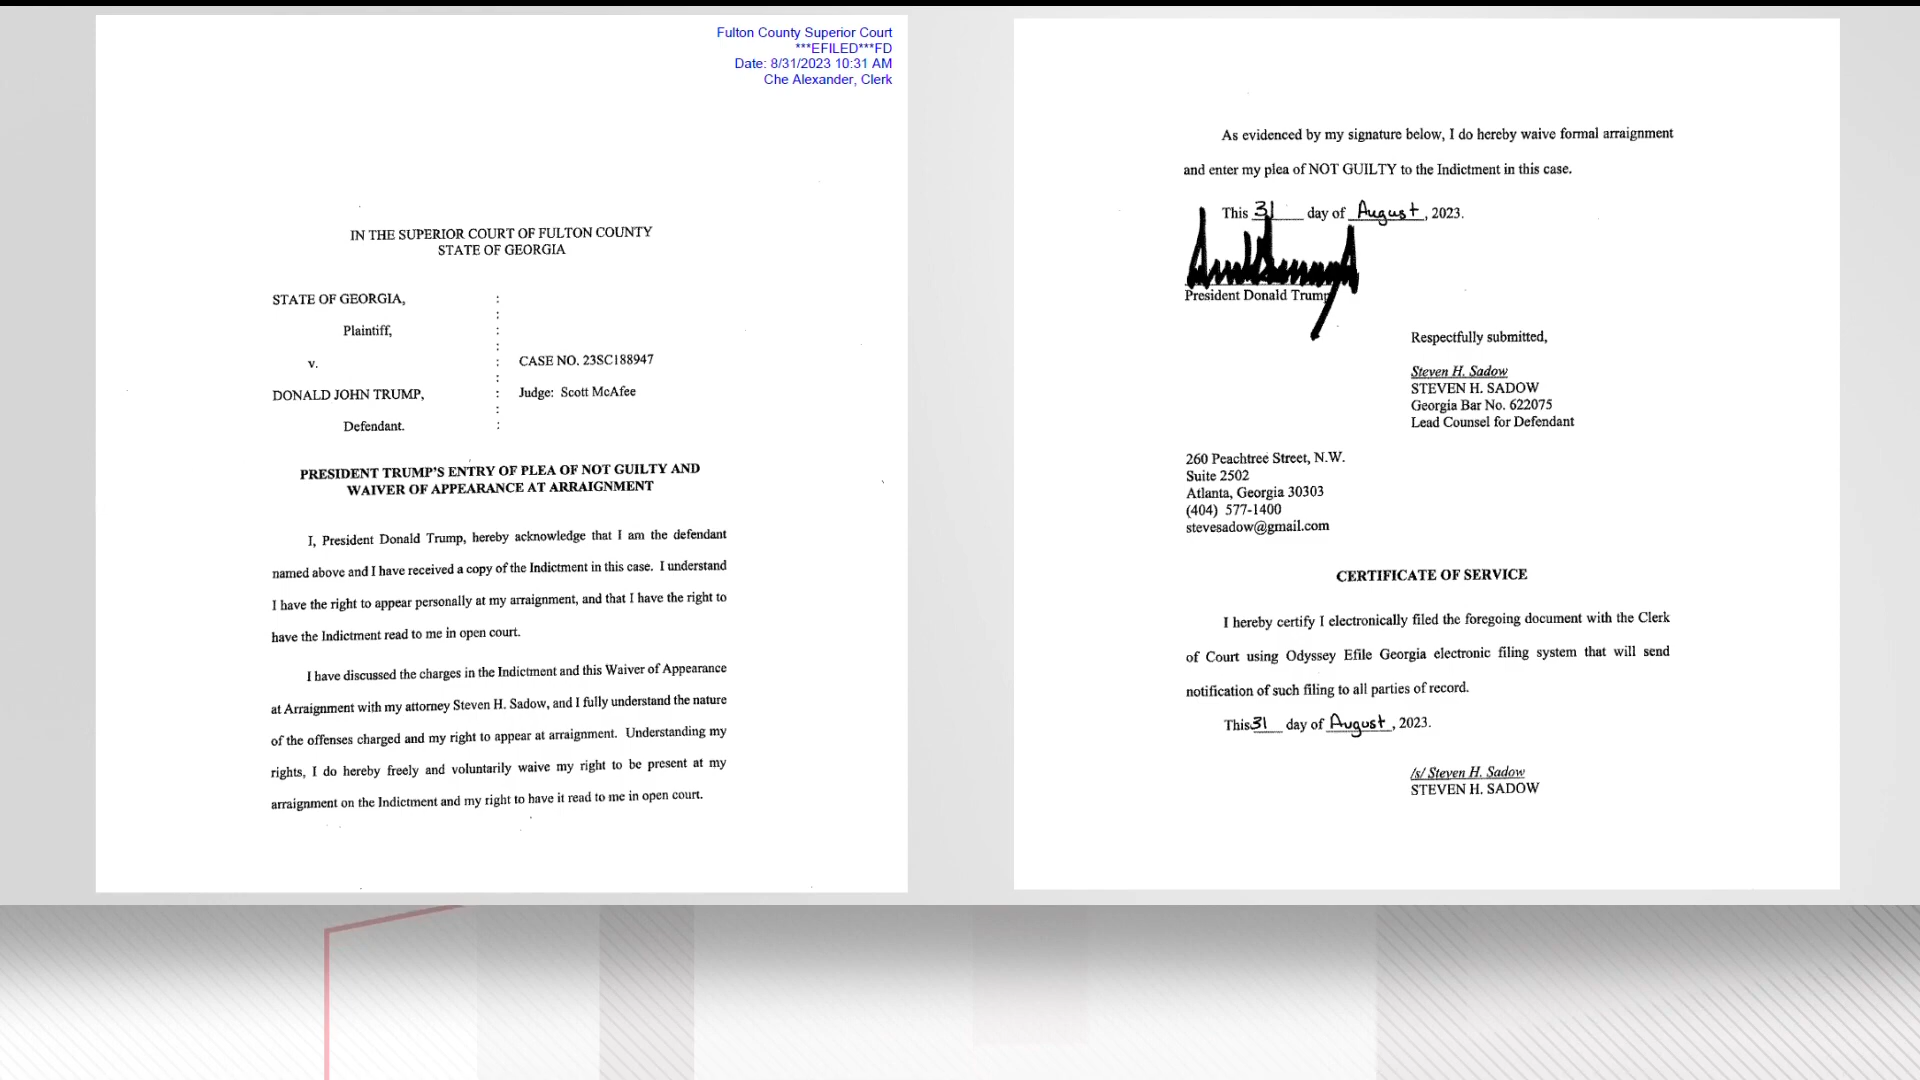 Fulton County Superior Court
***EFILED***FD
Date: 8/31/2023 10:31 AM
Che Alexander, Clerk
IN THE SUPERIOR COURT OF FULTON COUNTY
STATE OF GEORGIA
STATE OF GEORGIA, :
:
Plaintiff, :
:
v. : CASE NO. 23SC188947
:
DONALD JOHN TRUMP, : Judge: Scott McAfee
:
Defendant. :
PRESIDENT TRUMP'S ENTRY OF PLEA OF NOT GUILTY AND
WAIVER OF APPEARANCE AT ARRAIGNMENT
I, President Donald Trump, hereby acknowledge that I am the defendant
named above and I have received a copy of the Indictment in this case. I understand
I have the right to appear personally at my arraignment, and that I have the right to
have the Indictment read to me in open court.
I have discussed the charges in the Indictment and this Waiver of Appearance
at Arraignment with my attorney Steven H. Sadow, and I fully understand the nature
of the offenses charged and my right to appear at arraignment. Understanding my
rights, I do hereby freely and voluntarily waive my right to be present at my
arraignment on the Indictment and my right to have it read to me in open court.
As evidenced by my signature below, I do hereby waive formal arraignment
and enter my plea of NOT GUILTY to the Indictment in this case.
This 31 day of August, 2023.
President Donald Trump
Respectfully submitted,
Steven H. Sadow
STEVEN H. SADOW
Georgia Bar No. 622075
Lead Counsel for Defendant
260 Peachtree Street, N.W.
Suite 2502
Atlanta, Georgia 30303
(404) 577-1400
stevesadow@gmail.com
CERTIFICATE OF SERVICE
I hereby certify I electronically filed the foregoing document with the Clerk
of Court using Odyssey Efile Georgia electronic filing system that will send
notification of such filing to all parties of record.
This 31 day of August, 2023.
/s/ Steven H. Sadow
STEVEN H. SADOW